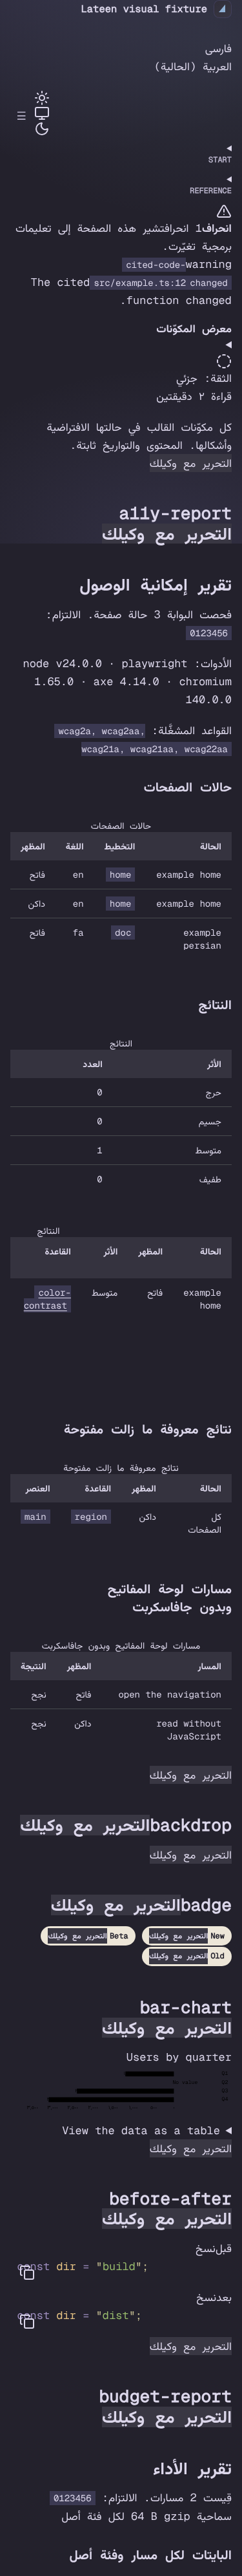 Lateen visual fixture
فارسی
العربية (الحالية)
START
REFERENCE
انحراف1 انحرافتشير هذه الصفحة إلى تعليمات
برمجية تغيّرت.
cited-code-warning
The cited src/example.ts:12 changed
function changed.
معرض المكوّنات
الثقة: جزئي
قراءة ٢ دقيقتين
كل مكوّنات القالب في حالتها الافتراضية
وأشكالها. المحتوى والتواريخ ثابتة.
التحرير مع وكيلك
a11y-report
التحرير مع وكيلك
تقرير إمكانية الوصول
فحصت البوابة 3 حالة صفحة. الالتزام:
0123456
الأدوات: node v24.0.0 · playwright
1.65.0 · axe 4.14.0 · chromium
140.0.0
القواعد المشغَّلة: wcag2a, wcag2aa,
wcag21a, wcag21aa, wcag22aa
حالات الصفحات
حالات الصفحات
الحالة التخطيط اللغة المظهر
example home home en فاتح
example home home en داكن
example persian doc fa فاتح
النتائج
النتائج
الأثر العدد
حرج 0
جسيم 0
متوسط 1
طفيف 0
النتائج
الحالة المظهر الأثر القاعدة
example home فاتح متوسط color-contrast
نتائج معروفة ما زالت مفتوحة
نتائج معروفة ما زالت مفتوحة
الحالة المظهر القاعدة العنصر
كل الصفحات داكن region main
مسارات لوحة المفاتيح
وبدون جافاسكربت
مسارات لوحة المفاتيح وبدون جافاسكربت
المسار المظهر النتيجة
open the navigation فاتح نجح
read without JavaScript داكن نجح
التحرير مع وكيلك
backdropالتحرير مع وكيلك
التحرير مع وكيلك
badgeالتحرير مع وكيلك
New التحرير مع وكيلك Beta التحرير مع وكيلك
Old التحرير مع وكيلك
bar-chart
التحرير مع وكيلك
Users by quarter
View the data as a table
التحرير مع وكيلك
before-after
التحرير مع وكيلك
قبلنسخ
const dir = "build";
بعدنسخ
const dir = "dist";
التحرير مع وكيلك
budget-report
التحرير مع وكيلك
تقرير الأداء
قيست 2 مسارات. الالتزام: 0123456
سماحية 64 B gzip لكل فئة أصل
البايتات لكل مسار وفئة أصل